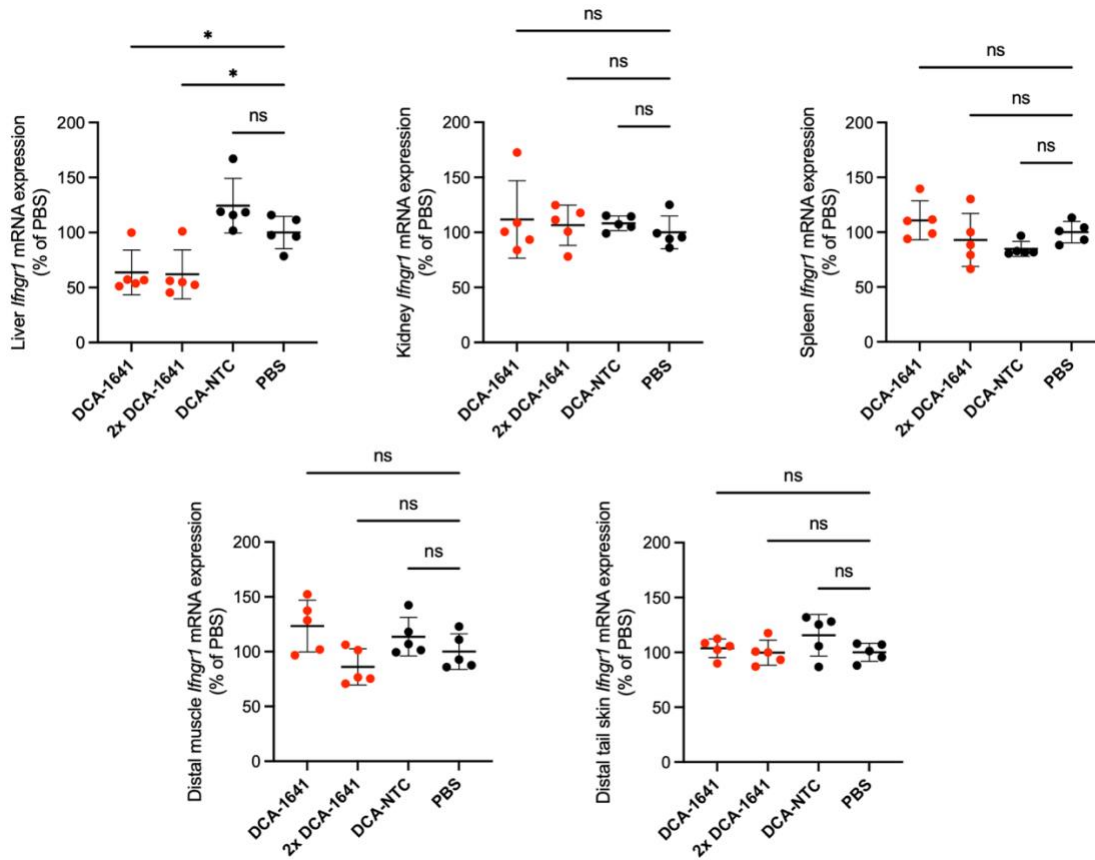 *
*
ns
Liver Ifngr1 mRNA expression
(% of PBS)
200
150
100
50
0
DCA-1641
2x DCA-1641
DCA-NTC
PBS
ns
ns
ns
Kidney Ifngr1 mRNA expression
(% of PBS)
200
150
100
50
0
DCA-1641
2x DCA-1641
DCA-NTC
PBS
ns
ns
ns
Spleen Ifngr1 mRNA expression
(% of PBS)
200
150
100
50
0
DCA-1641
2x DCA-1641
DCA-NTC
PBS
ns
ns
ns
Distal muscle Ifngr1 mRNA expression
(% of PBS)
200
150
100
50
0
DCA-1641
2x DCA-1641
DCA-NTC
PBS
ns
ns
ns
Distal tail skin Ifngr1 mRNA expression
(% of PBS)
200
150
100
50
0
DCA-1641
2x DCA-1641
DCA-NTC
PBS